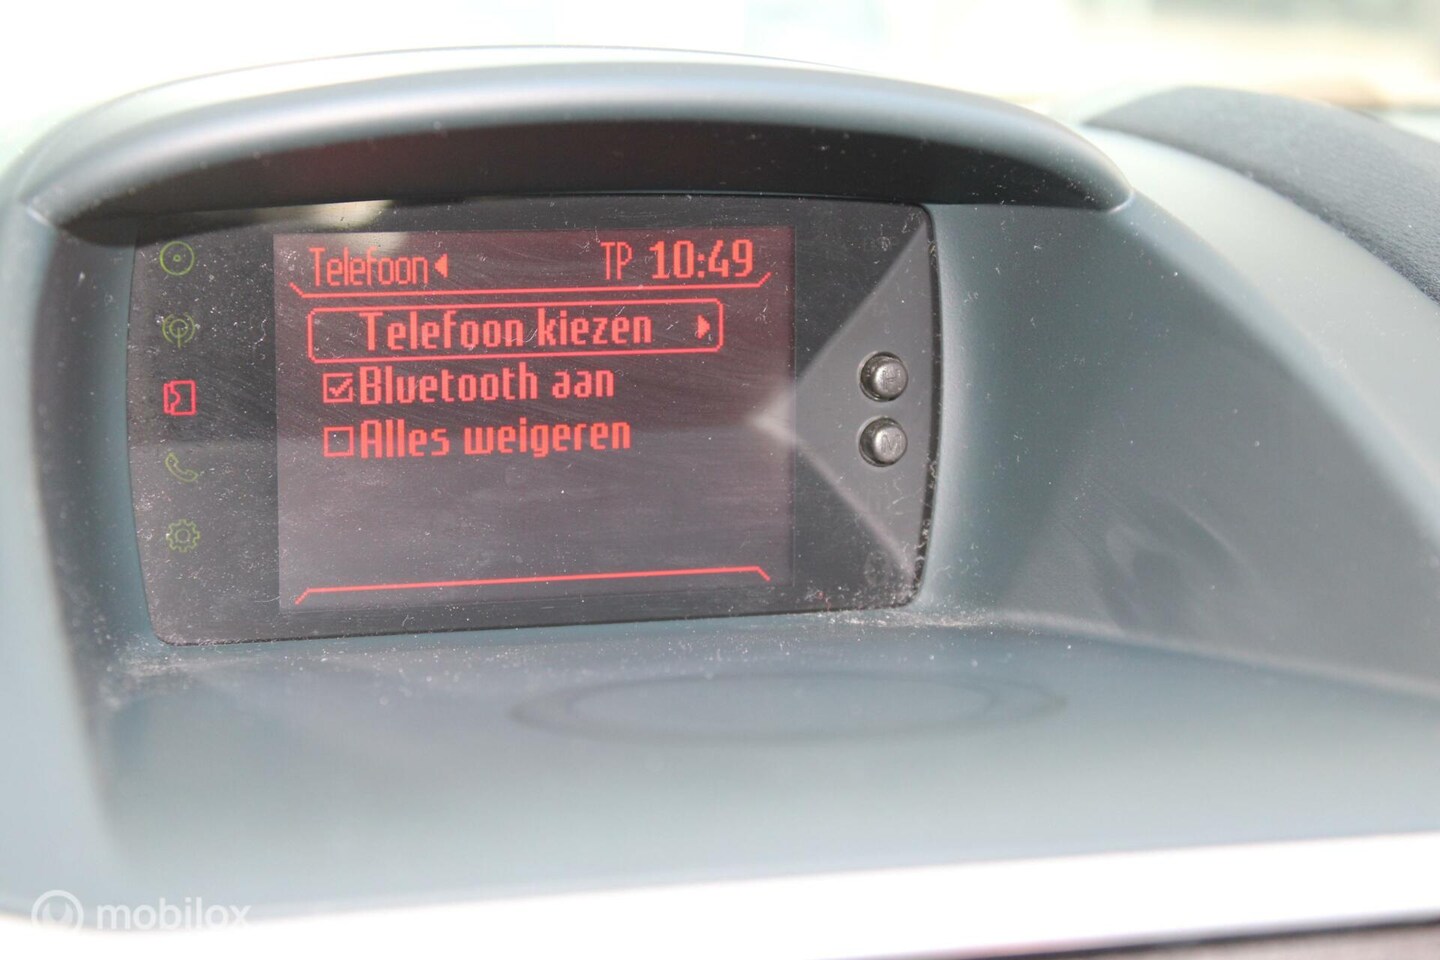 Telefoon
TP 10:49
Telefoon kiezen
Bluetooth aan
Alles weigeren
H
M
mobilox